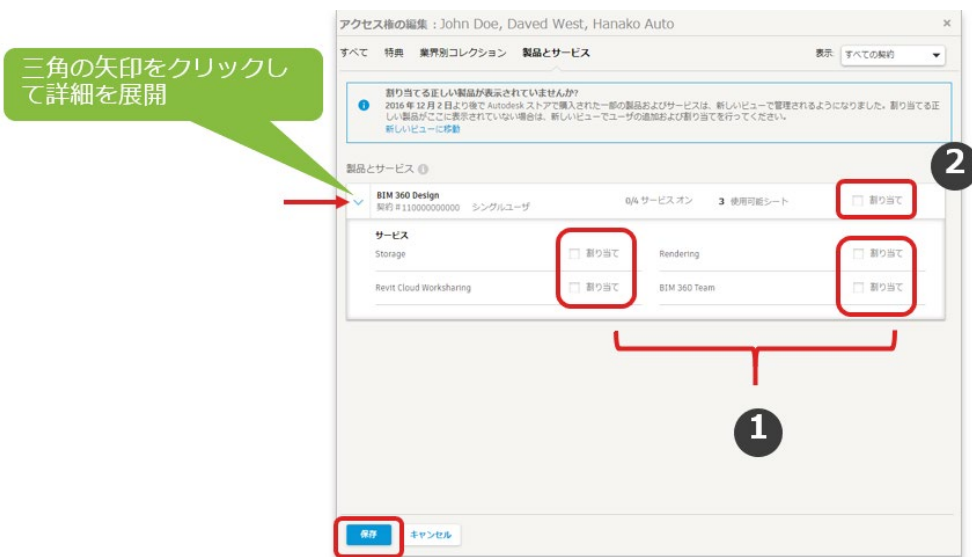 アクセス権の編集 : John Doe, Daved West, Hanako Auto ×
すべて 特典 業界別コレクション 製品とサービス 表示: すべての契約
三角の矢印をクリックし
て詳細を展開
割り当てる正しい製品が表示されていませんか?
2016 年 12 月 2 日より後で Autodesk ストアで購入された一部の製品およびサービスは、新しいビューで管理されるようになりました。割り当てる正
しい製品がここに表示されていない場合は、新しいビューでユーザの追加および割り当てを行ってください。
新しいビューに移動
製品とサービス
2
BIM 360 Design
契約 #110000000000 シングルユーザ
0/4 サービス オン 3 使用可能シート 割り当て
サービス
Storage 割り当て Rendering 割り当て
Revit Cloud Worksharing 割り当て BIM 360 Team 割り当て
1
保存 キャンセル